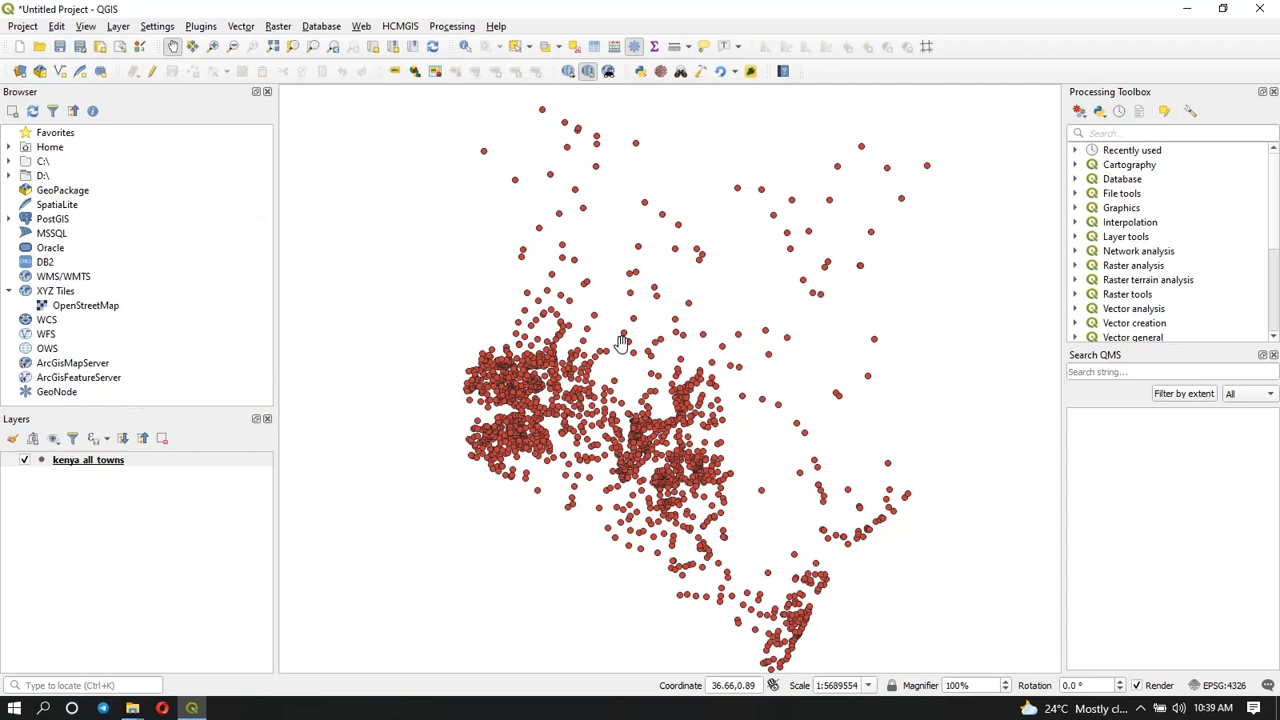 *Untitled Project — QGIS
Project Edit View Layer Settings Plugins Vector Raster Database Web HCMGIS Processing Help
Browser
Favorites
Home
C:\
D:\
GeoPackage
SpatiaLite
PostGIS
MSSQL
Oracle
DB2
WMS/WMTS
XYZ Tiles
OpenStreetMap
WCS
WFS
OWS
ArcGisMapServer
ArcGisFeatureServer
GeoNode
Layers
kenya_all_towns
Processing Toolbox
Search...
Recently used
Cartography
Database
File tools
Graphics
Interpolation
Layer tools
Network analysis
Raster analysis
Raster terrain analysis
Raster tools
Vector analysis
Vector creation
Vector general
Search QMS
Search string...
Filter by extent All
Type to locate (Ctrl+K) Coordinate 36.66,0.89 Scale 1:5689554 Magnifier 100% Rotation 0.0 ° Render EPSG:4326
24°C Mostly cl... 10:39 AM